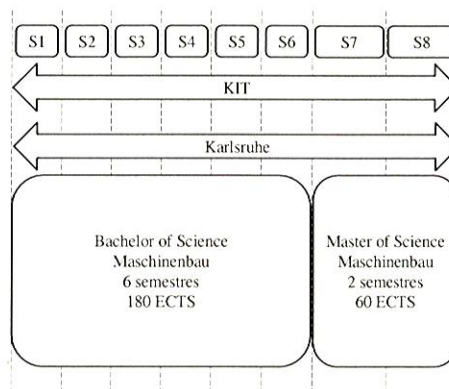 S1 S2 S3 S4 S5 S6 S7 S8
KIT
Karlsruhe
Bachelor of Science
Maschinenbau
6 semestres
180 ECTS
Master of Science
Maschinenbau
2 semestres
60 ECTS